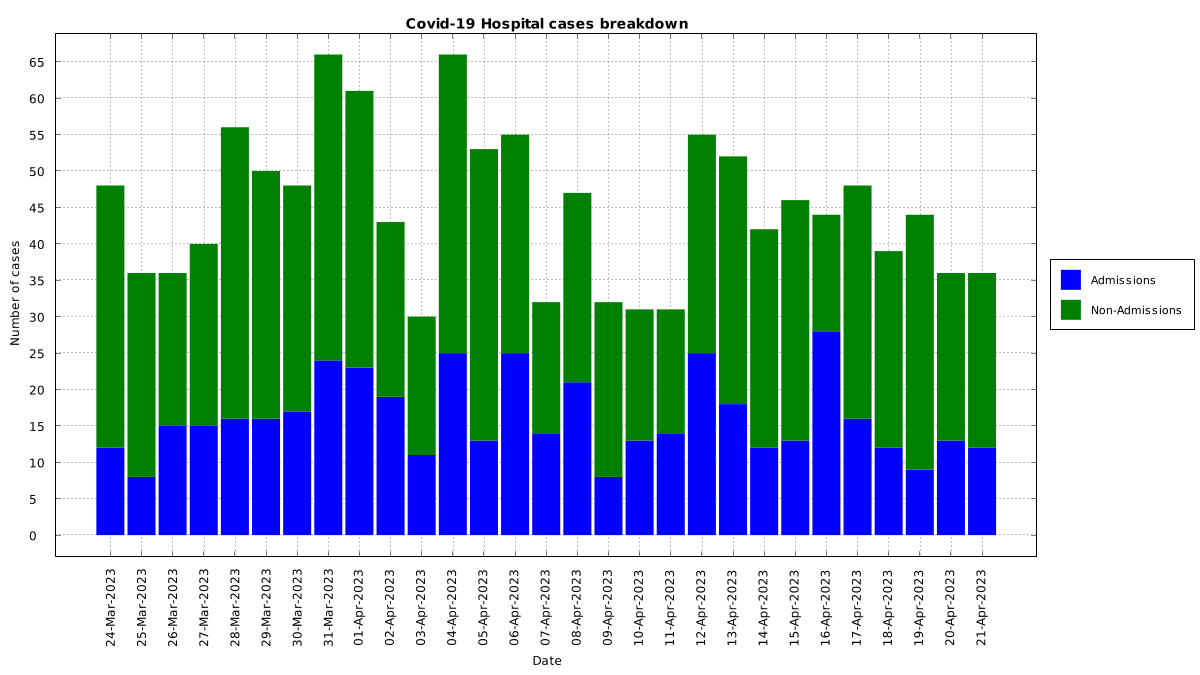 Covid-19 Hospital cases breakdown
65
60
55
50
45
40
35
30
25
20
15
10
5
0
Number of cases
Admissions
Non-Admissions
24-Mar-2023
25-Mar-2023
26-Mar-2023
27-Mar-2023
28-Mar-2023
29-Mar-2023
30-Mar-2023
31-Mar-2023
01-Apr-2023
02-Apr-2023
03-Apr-2023
04-Apr-2023
05-Apr-2023
06-Apr-2023
07-Apr-2023
08-Apr-2023
09-Apr-2023
10-Apr-2023
11-Apr-2023
12-Apr-2023
13-Apr-2023
14-Apr-2023
15-Apr-2023
16-Apr-2023
17-Apr-2023
18-Apr-2023
19-Apr-2023
20-Apr-2023
21-Apr-2023
Date